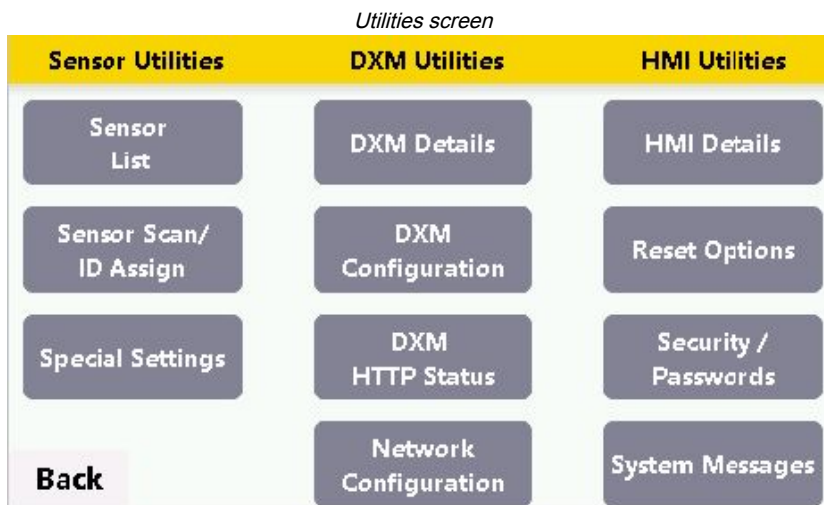 Utilities screen
Sensor Utilities
DXM Utilities
HMI Utilities
Sensor
List
DXM Details
HMI Details
Sensor Scan/
ID Assign
DXM
Configuration
Reset Options
Special Settings
DXM
HTTP Status
Security /
Passwords
Back
Network
Configuration
System Messages